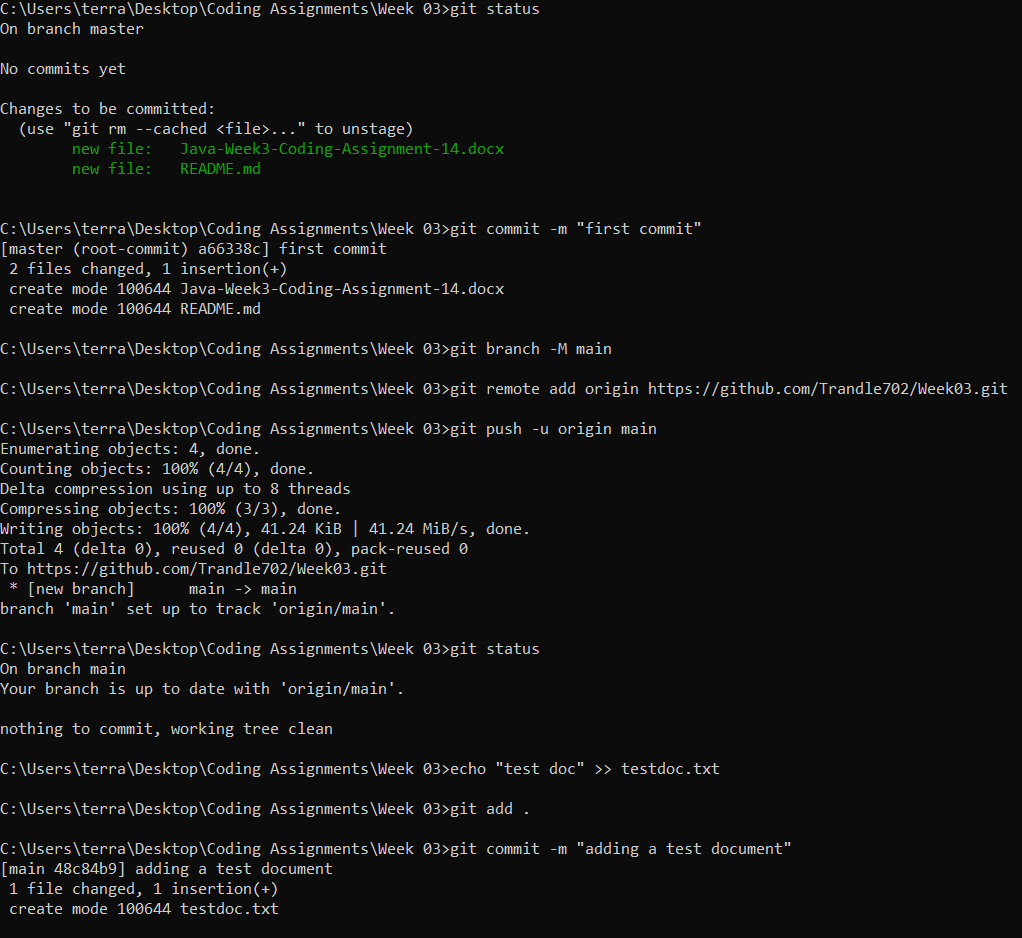 C:\Users\terra\Desktop\Coding Assignments\Week 03>git status
On branch master
No commits yet
Changes to be committed:
  (use "git rm --cached <file>..." to unstage)
        new file:   Java-Week3-Coding-Assignment-14.docx
        new file:   README.md
C:\Users\terra\Desktop\Coding Assignments\Week 03>git commit -m "first commit"
[master (root-commit) a66338c] first commit
 2 files changed, 1 insertion(+)
 create mode 100644 Java-Week3-Coding-Assignment-14.docx
 create mode 100644 README.md
C:\Users\terra\Desktop\Coding Assignments\Week 03>git branch -M main
C:\Users\terra\Desktop\Coding Assignments\Week 03>git remote add origin https://github.com/Trandle702/Week03.git
C:\Users\terra\Desktop\Coding Assignments\Week 03>git push -u origin main
Enumerating objects: 4, done.
Counting objects: 100% (4/4), done.
Delta compression using up to 8 threads
Compressing objects: 100% (3/3), done.
Writing objects: 100% (4/4), 41.24 KiB | 41.24 MiB/s, done.
Total 4 (delta 0), reused 0 (delta 0), pack-reused 0
To https://github.com/Trandle702/Week03.git
 * [new branch]      main -> main
branch 'main' set up to track 'origin/main'.
C:\Users\terra\Desktop\Coding Assignments\Week 03>git status
On branch main
Your branch is up to date with 'origin/main'.
nothing to commit, working tree clean
C:\Users\terra\Desktop\Coding Assignments\Week 03>echo "test doc" >> testdoc.txt
C:\Users\terra\Desktop\Coding Assignments\Week 03>git add .
C:\Users\terra\Desktop\Coding Assignments\Week 03>git commit -m "adding a test document"
[main 48c84b9] adding a test document
 1 file changed, 1 insertion(+)
 create mode 100644 testdoc.txt